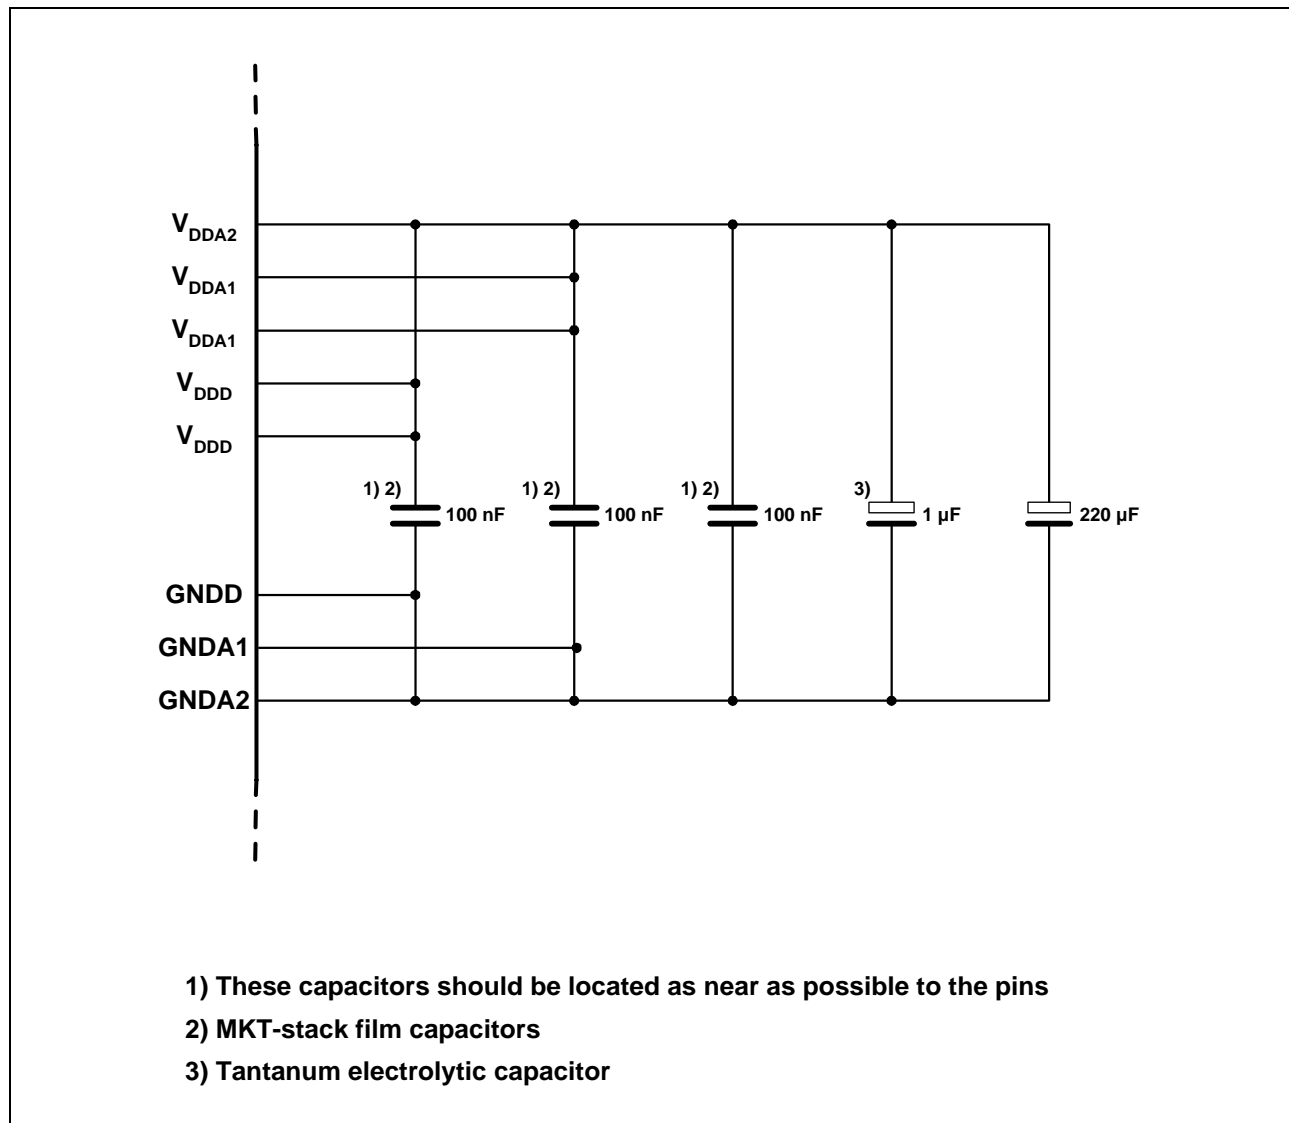 VDDA2
VDDA1
VDDA1
VDDD
VDDD
1) 2) 100 nF
1) 2) 100 nF
1) 2) 100 nF
3) 1 µF
220 µF
GNDD
GNDA1
GNDA2
1) These capacitors should be located as near as possible to the pins
2) MKT-stack film capacitors
3) Tantanum electrolytic capacitor